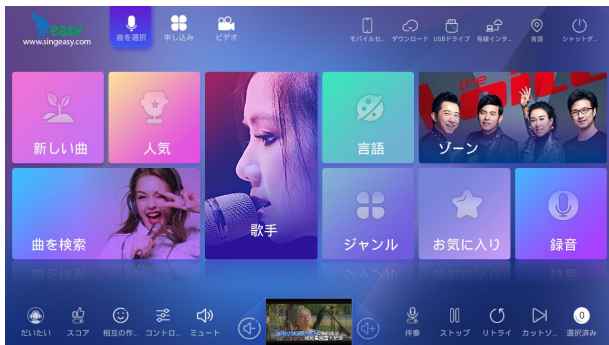 easy
www.singeasy.com
曲を選択
申し込み
ビデオ
モバイルセ..
ダウンロード
USBドライブ
有線インタ..
言語
シャットダ..
新しい曲
人気
歌手
言語
the
ゾーン
曲を検索
ジャンル
お気に入り
録音
だいたい
スコア
相互の作..
コントロ...
ミュート
伴奏
ストップ
リトライ
カットソ..
0
選択済み